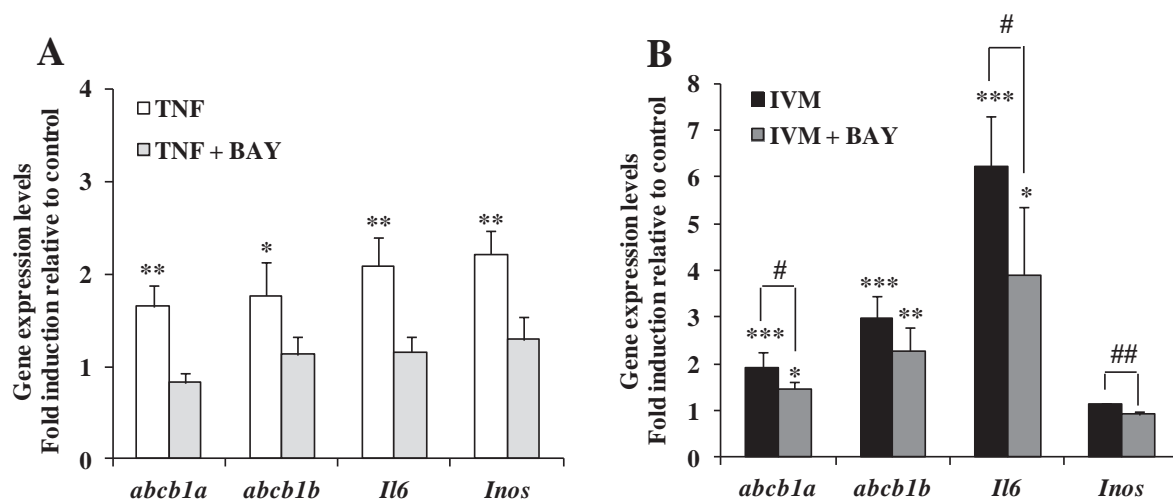 A
Gene expression levels
Fold induction relative to control
4
3
2
1
0
TNF
TNF + BAY
**
*
**
**
abcb1a
abcb1b
Il6
Inos
B
Gene expression levels
Fold induction relative to control
8
7
6
5
4
3
2
1
0
IVM
IVM + BAY
#
***
*
***
**
#
***
*
##
abcb1a
abcb1b
Il6
Inos